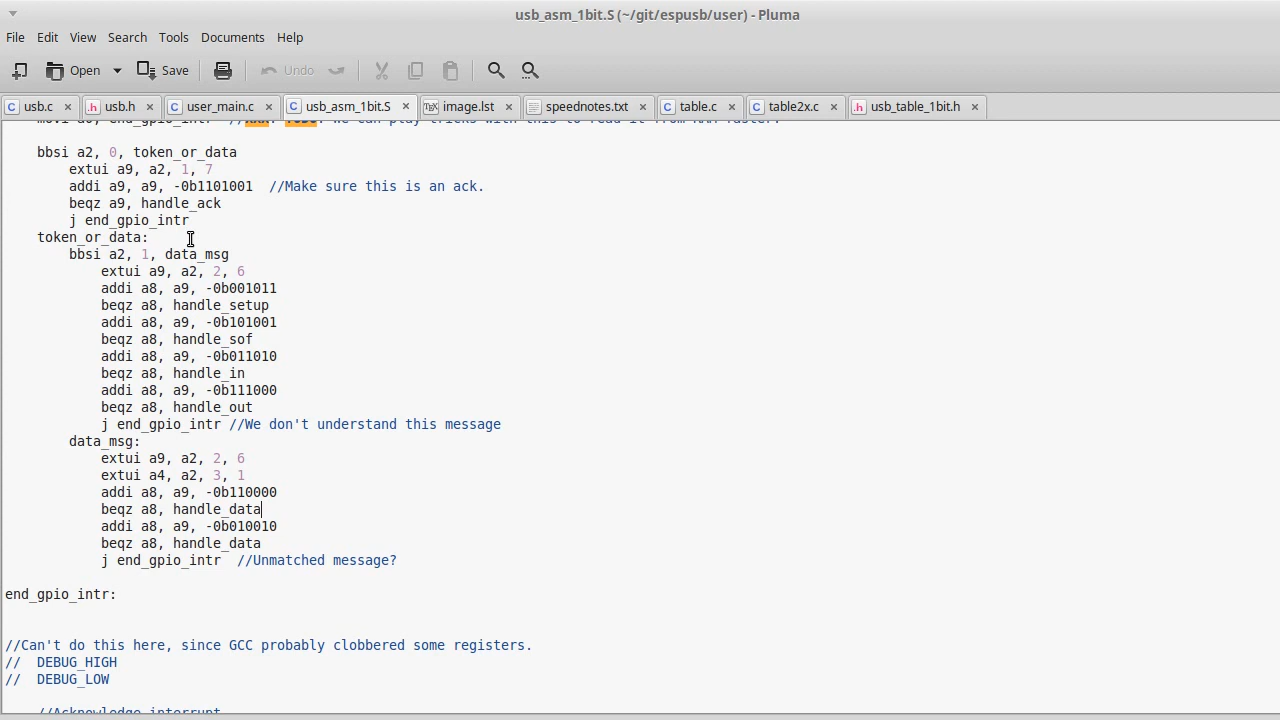 usb_asm_1bit.S (~/git/espusb/user) - Pluma
File Edit View Search Tools Documents Help
Open Save Undo
usb.c usb.h user_main.c usb_asm_1bit.S image.lst speednotes.txt table.c table2x.c usb_table_1bit.h
bbsi a2, 0, token_or_data
extui a9, a2, 1, 7
addi a9, a9, -0b1101001 //Make sure this is an ack.
beqz a9, handle_ack
j end_gpio_intr
token_or_data:
bbsi a2, 1, data_msg
extui a9, a2, 2, 6
addi a8, a9, -0b001011
beqz a8, handle_setup
addi a8, a9, -0b101001
beqz a8, handle_sof
addi a8, a9, -0b011010
beqz a8, handle_in
addi a8, a9, -0b111000
beqz a8, handle_out
j end_gpio_intr //We don't understand this message
data_msg:
extui a9, a2, 2, 6
extui a4, a2, 3, 1
addi a8, a9, -0b110000
beqz a8, handle_data
addi a8, a9, -0b010010
beqz a8, handle_data
j end_gpio_intr //Unmatched message?
end_gpio_intr:
//Can't do this here, since GCC probably clobbered some registers.
// DEBUG_HIGH
// DEBUG_LOW
//Acknowledge interrupt